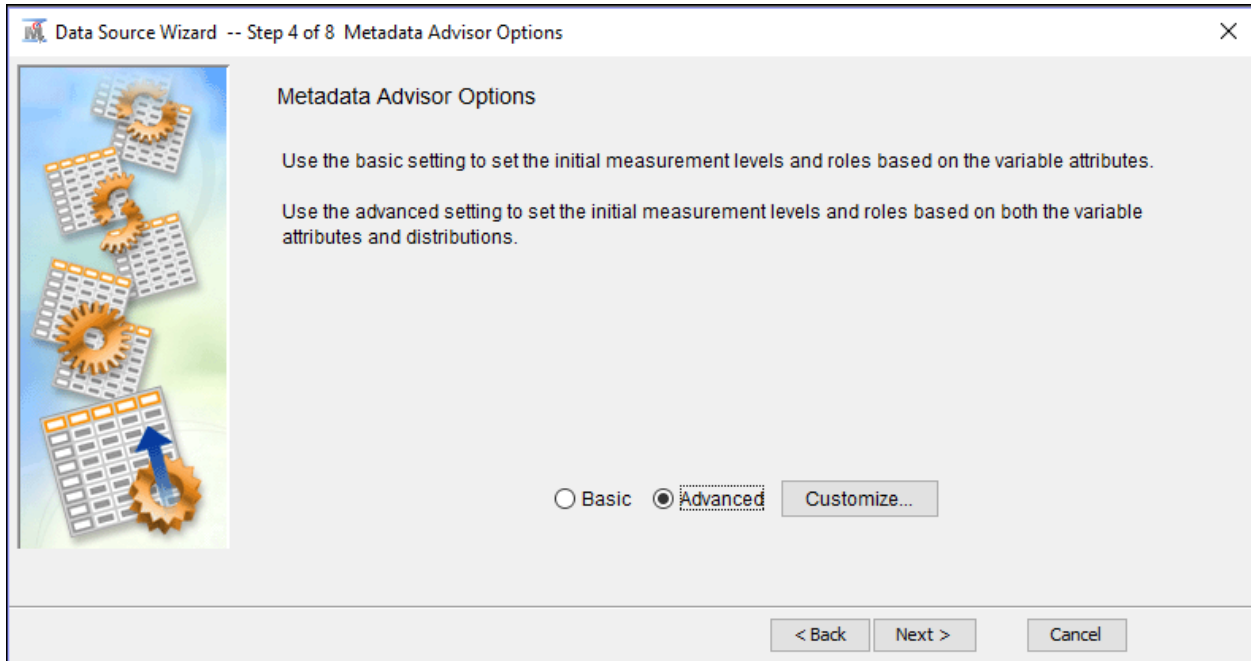 Data Source Wizard -- Step 4 of 8 Metadata Advisor Options
Metadata Advisor Options
Use the basic setting to set the initial measurement levels and roles based on the variable attributes.
Use the advanced setting to set the initial measurement levels and roles based on both the variable
attributes and distributions.
Basic Advanced Customize...
< Back Next > Cancel